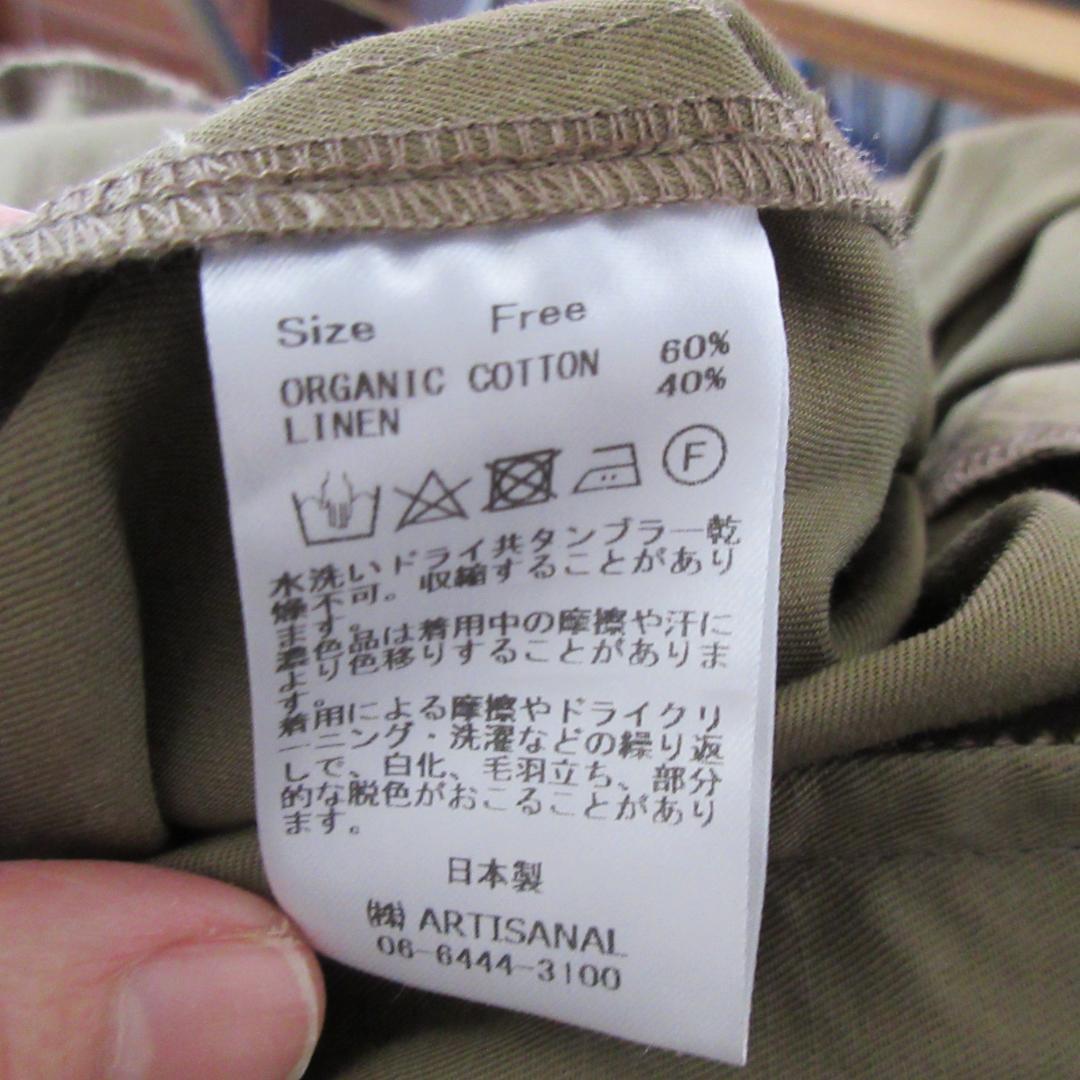 Size Free
ORGANIC COTTON 60%
LINEN 40%
F
水洗いドライ共タンブラー乾
燥不可。収縮することがあり
ます。
濃色品は着用中の摩擦や汗に
より色移りすることがありま
す。
着用による摩擦やドライクリ
ーニング・洗濯などの繰り返
しで、白化、毛羽立ち、部分
的な脱色がおこることがあり
ます。
日本製
㈱ ARTISANAL
06-6444-3100